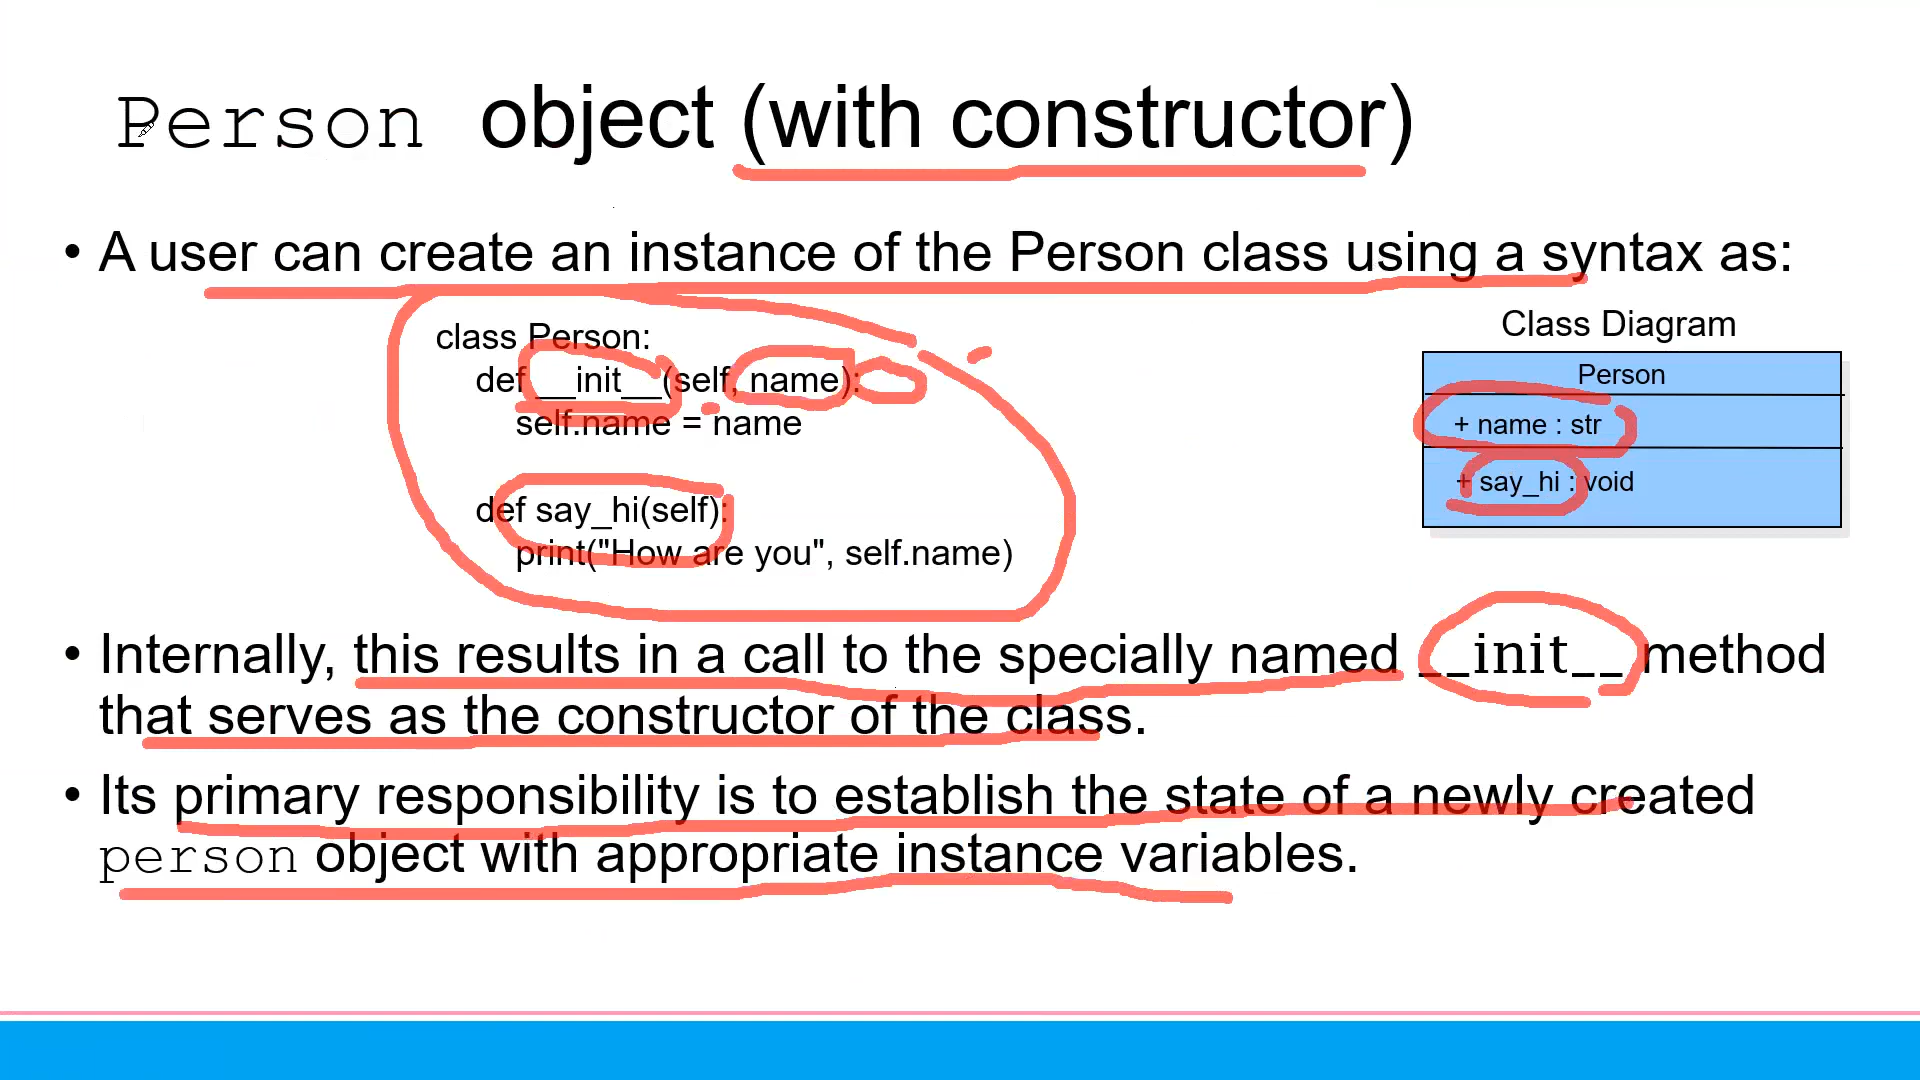 Person object (with constructor)
• A user can create an instance of the Person class using a syntax as:
class Person:
def __init__(self, name):
self.name = name
def say_hi(self):
print("How are you", self.name)
Class Diagram
Person
+ name : str
+ say_hi : void
• Internally, this results in a call to the specially named __init__ method
that serves as the constructor of the class.
• Its primary responsibility is to establish the state of a newly created
person object with appropriate instance variables.